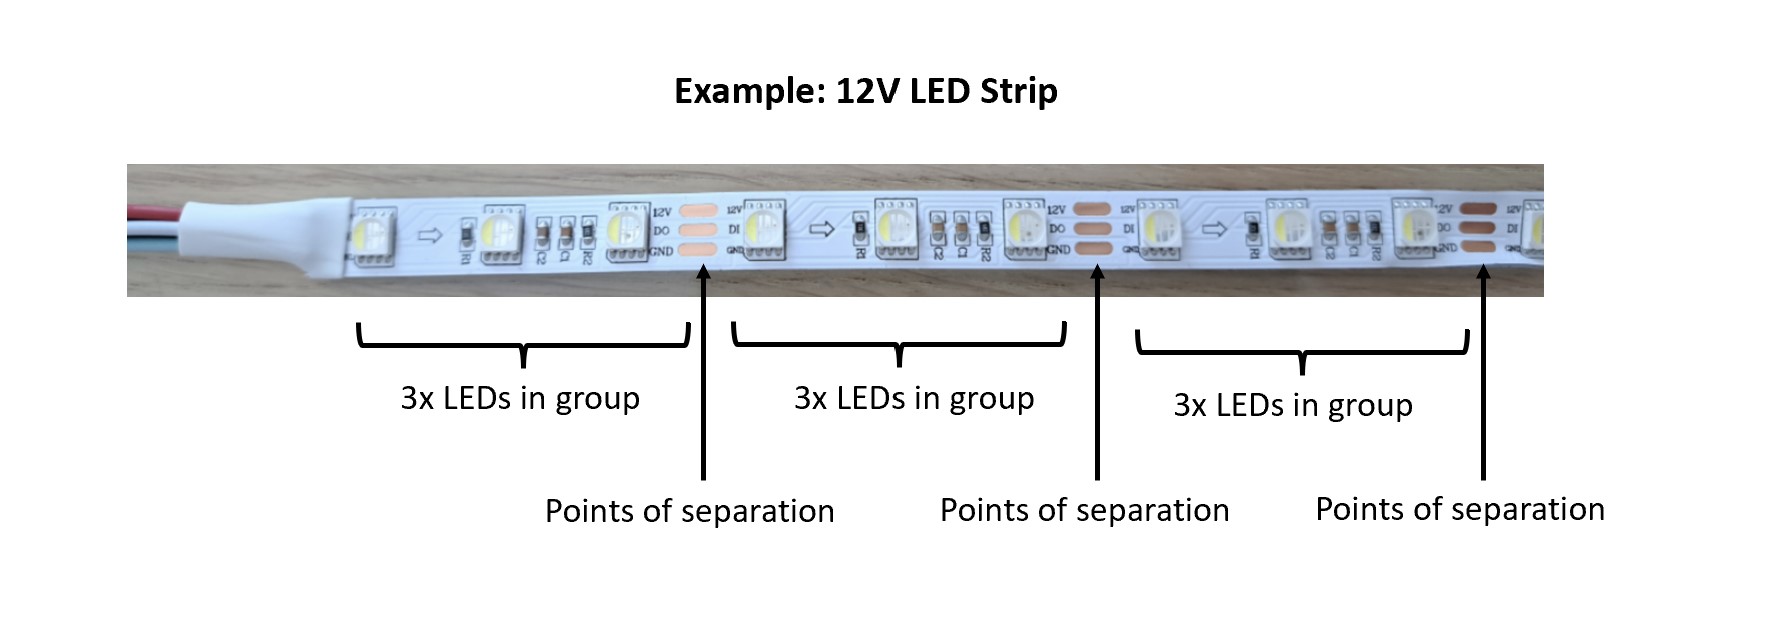 Example: 12V LED Strip
12V 12V 12V 12V 12V 12V
DO DI DO DI DO DI
GND GND GND GND GND GND
R1 C2 C1 R2 R1 C2 C1 R2 R1 C2 C1 R2
3x LEDs in group 3x LEDs in group 3x LEDs in group
Points of separation Points of separation Points of separation